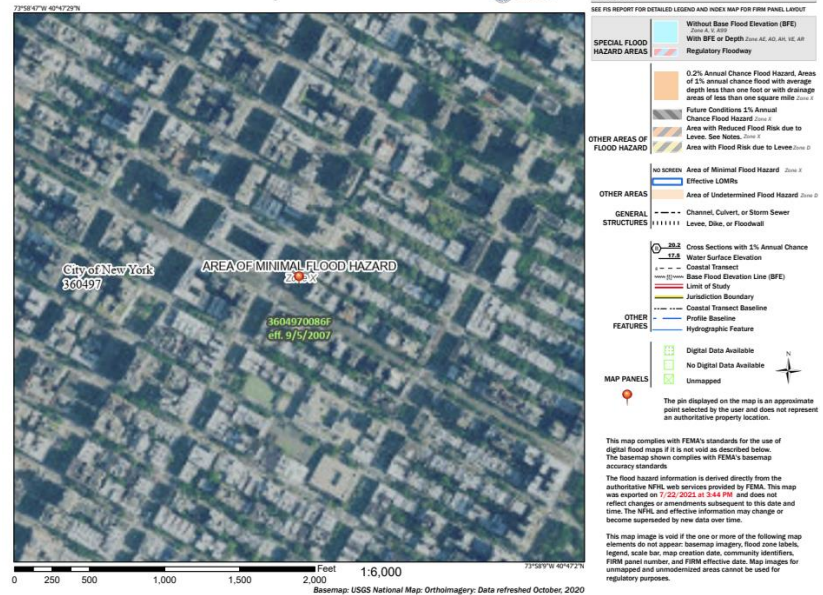 73°58'47"W 40°47'29"N
City of New York
360497
AREA OF MINIMAL FLOOD HAZARD
Zone X
3604970086F
eff. 9/5/2007
73°58'9"W 40°47'2"N
Feet
0 250 500 1,000 1,500 2,000
1:6,000
Basemap: USGS National Map: Orthoimagery: Data refreshed October, 2020
SEE FIS REPORT FOR DETAILED LEGEND AND INDEX MAP FOR FIRM PANEL LAYOUT
SPECIAL FLOOD
HAZARD AREAS
Without Base Flood Elevation (BFE)
Zone A, V, A99
With BFE or Depth Zone AE, AO, AH, VE, AR
Regulatory Floodway
0.2% Annual Chance Flood Hazard, Areas
of 1% annual chance flood with average
depth less than one foot or with drainage
areas of less than one square mile Zone X
Future Conditions 1% Annual
Chance Flood Hazard Zone X
Area with Reduced Flood Risk due to
Levee. See Notes. Zone X
Area with Flood Risk due to Levee Zone D
OTHER AREAS OF
FLOOD HAZARD
NO SCREEN Area of Minimal Flood Hazard Zone X
Effective LOMRs
Area of Undetermined Flood Hazard Zone D
OTHER AREAS
GENERAL
STRUCTURES
Channel, Culvert, or Storm Sewer
Levee, Dike, or Floodwall
B 20.2 Cross Sections with 1% Annual Chance
17.5 Water Surface Elevation
Coastal Transect
Base Flood Elevation Line (BFE)
Limit of Study
Jurisdiction Boundary
Coastal Transect Baseline
Profile Baseline
Hydrographic Feature
OTHER
FEATURES
Digital Data Available
No Digital Data Available
Unmapped
MAP PANELS
N
The pin displayed on the map is an approximate
point selected by the user and does not represent
an authoritative property location.
This map complies with FEMA's standards for the use of
digital flood maps if it is not void as described below.
The basemap shown complies with FEMA's basemap
accuracy standards
The flood hazard information is derived directly from the
authoritative NFHL web services provided by FEMA. This map
was exported on 7/22/2021 at 3:44 PM and does not
reflect changes or amendments subsequent to this date and
time. The NFHL and effective information may change or
become superseded by new data over time.
This map image is void if the one or more of the following map
elements do not appear: basemap imagery, flood zone labels,
legend, scale bar, map creation date, community identifiers,
FIRM panel number, and FIRM effective date. Map images for
unmapped and unmodernized areas cannot be used for
regulatory purposes.